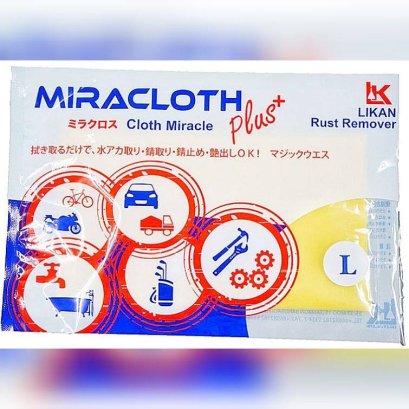 MIRACLOTH
plus+
ミラクロス Cloth Miracle
LK
LIKAN
Rust Remover
拭き取るだけで、水アカ取り・錆取り・錆止め・艶出しOK! マジックウエス
L